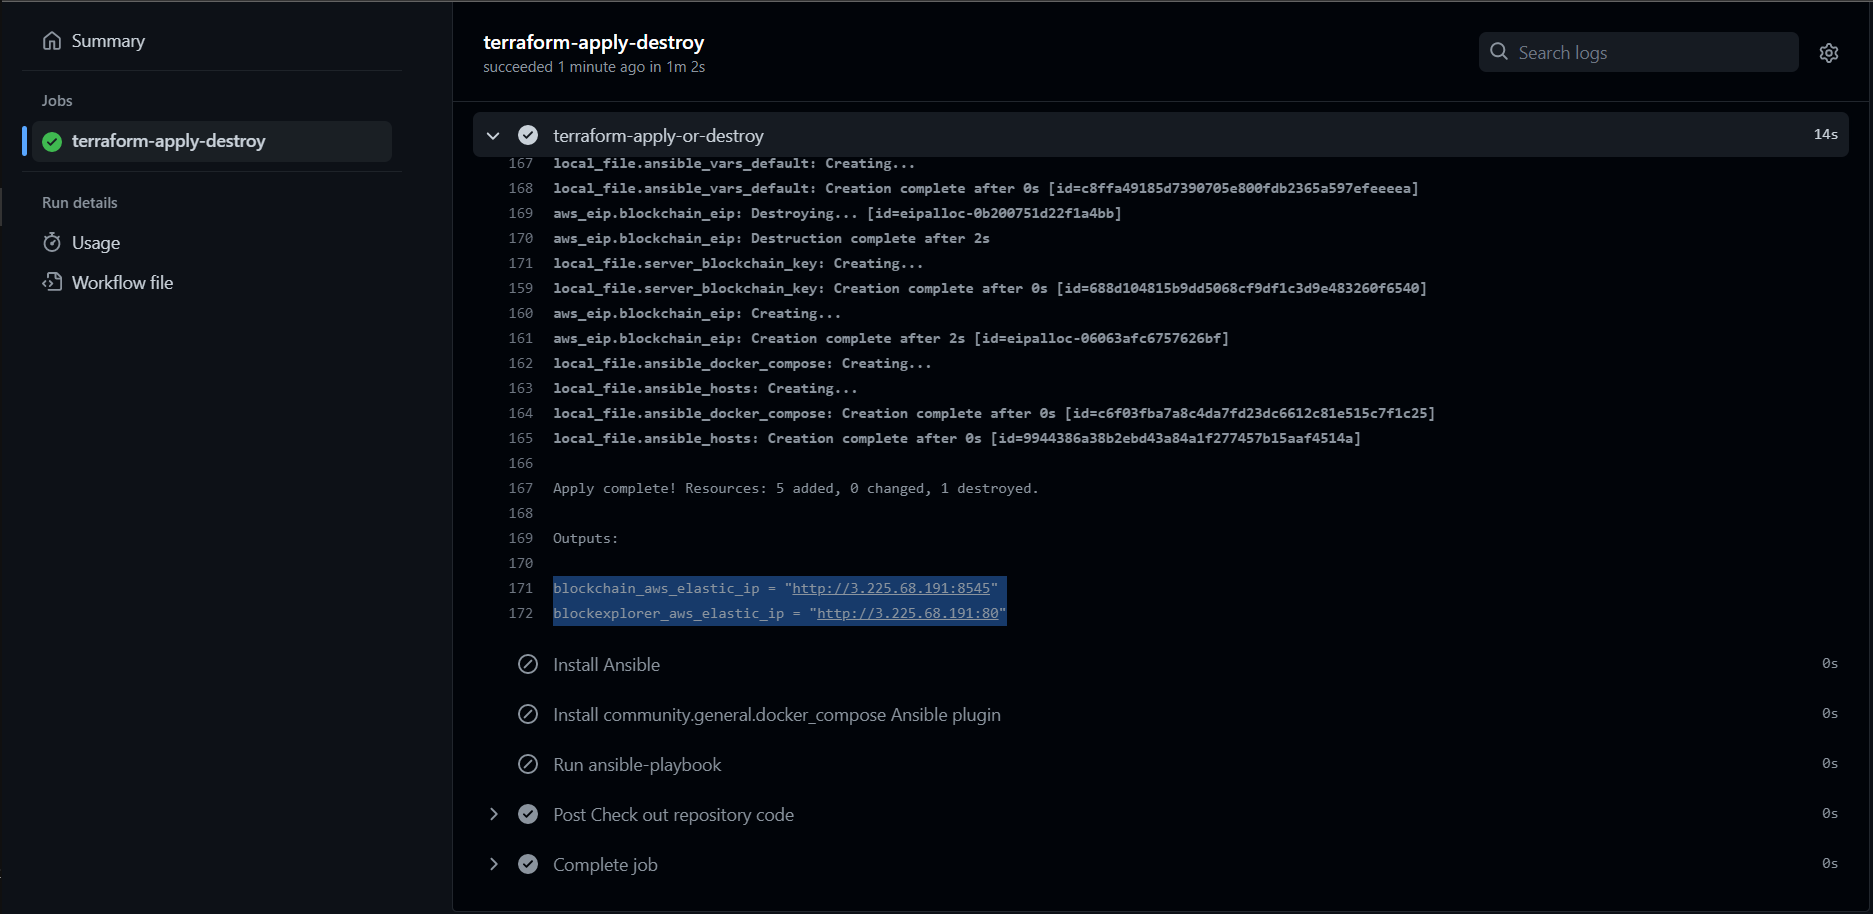 Summary
Jobs
terraform-apply-destroy
Run details
Usage
Workflow file
terraform-apply-destroy
succeeded 1 minute ago in 1m 2s
Search logs
terraform-apply-or-destroy 14s
167 local_file.ansible_vars_default: Creating...
168 local_file.ansible_vars_default: Creation complete after 0s [id=c8ffa49185d7390705e800fdb2365a597efeeeea]
169 aws_eip.blockchain_eip: Destroying... [id=eipalloc-0b200751d22f1a4bb]
170 aws_eip.blockchain_eip: Destruction complete after 2s
171 local_file.server_blockchain_key: Creating...
159 local_file.server_blockchain_key: Creation complete after 0s [id=688d104815b9dd5068cf9df1c3d9e483260f6540]
160 aws_eip.blockchain_eip: Creating...
161 aws_eip.blockchain_eip: Creation complete after 2s [id=eipalloc-06063afc6757626bf]
162 local_file.ansible_docker_compose: Creating...
163 local_file.ansible_hosts: Creating...
164 local_file.ansible_docker_compose: Creation complete after 0s [id=c6f03fba7a8c4da7fd23dc6612c81e515c7f1c25]
165 local_file.ansible_hosts: Creation complete after 0s [id=9944386a38b2ebd43a84a1f277457b15aaf4514a]
166
167 Apply complete! Resources: 5 added, 0 changed, 1 destroyed.
168
169 Outputs:
170
171 blockchain_aws_elastic_ip = "http://3.225.68.191:8545"
172 blockexplorer_aws_elastic_ip = "http://3.225.68.191:80"
Install Ansible 0s
Install community.general.docker_compose Ansible plugin 0s
Run ansible-playbook 0s
Post Check out repository code 0s
Complete job 0s